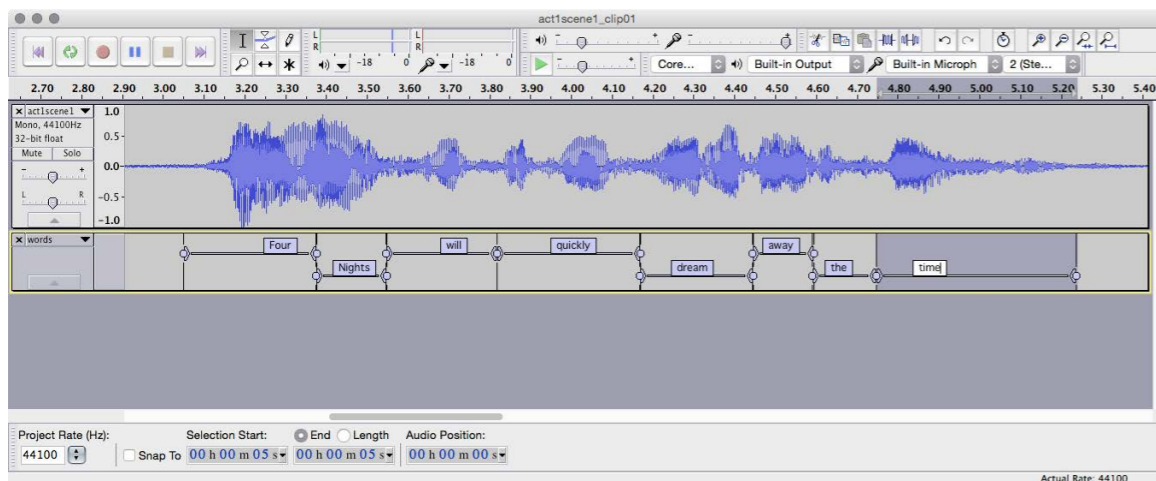 act1scene1_clip01
L
R
-18 0
L
R
-18 0
Core...
Built-in Output
Built-in Microph
2 (Ste...
2.70 2.80 2.90 3.00 3.10 3.20 3.30 3.40 3.50 3.60 3.70 3.80 3.90 4.00 4.10 4.20 4.30 4.40 4.50 4.60 4.70 4.80 4.90 5.00 5.10 5.20 5.30 5.40
act1scene1
Mono, 44100Hz
32-bit float
Mute Solo
- +
L R
1.0
0.5
0.0
-0.5
-1.0
words
Four
Nights
will
quickly
dream
away
the
time
Project Rate (Hz):
44100
Snap To
Selection Start:
00 h 00 m 05 s
End Length
00 h 00 m 05 s
Audio Position:
00 h 00 m 00 s
Actual Rate: 44100